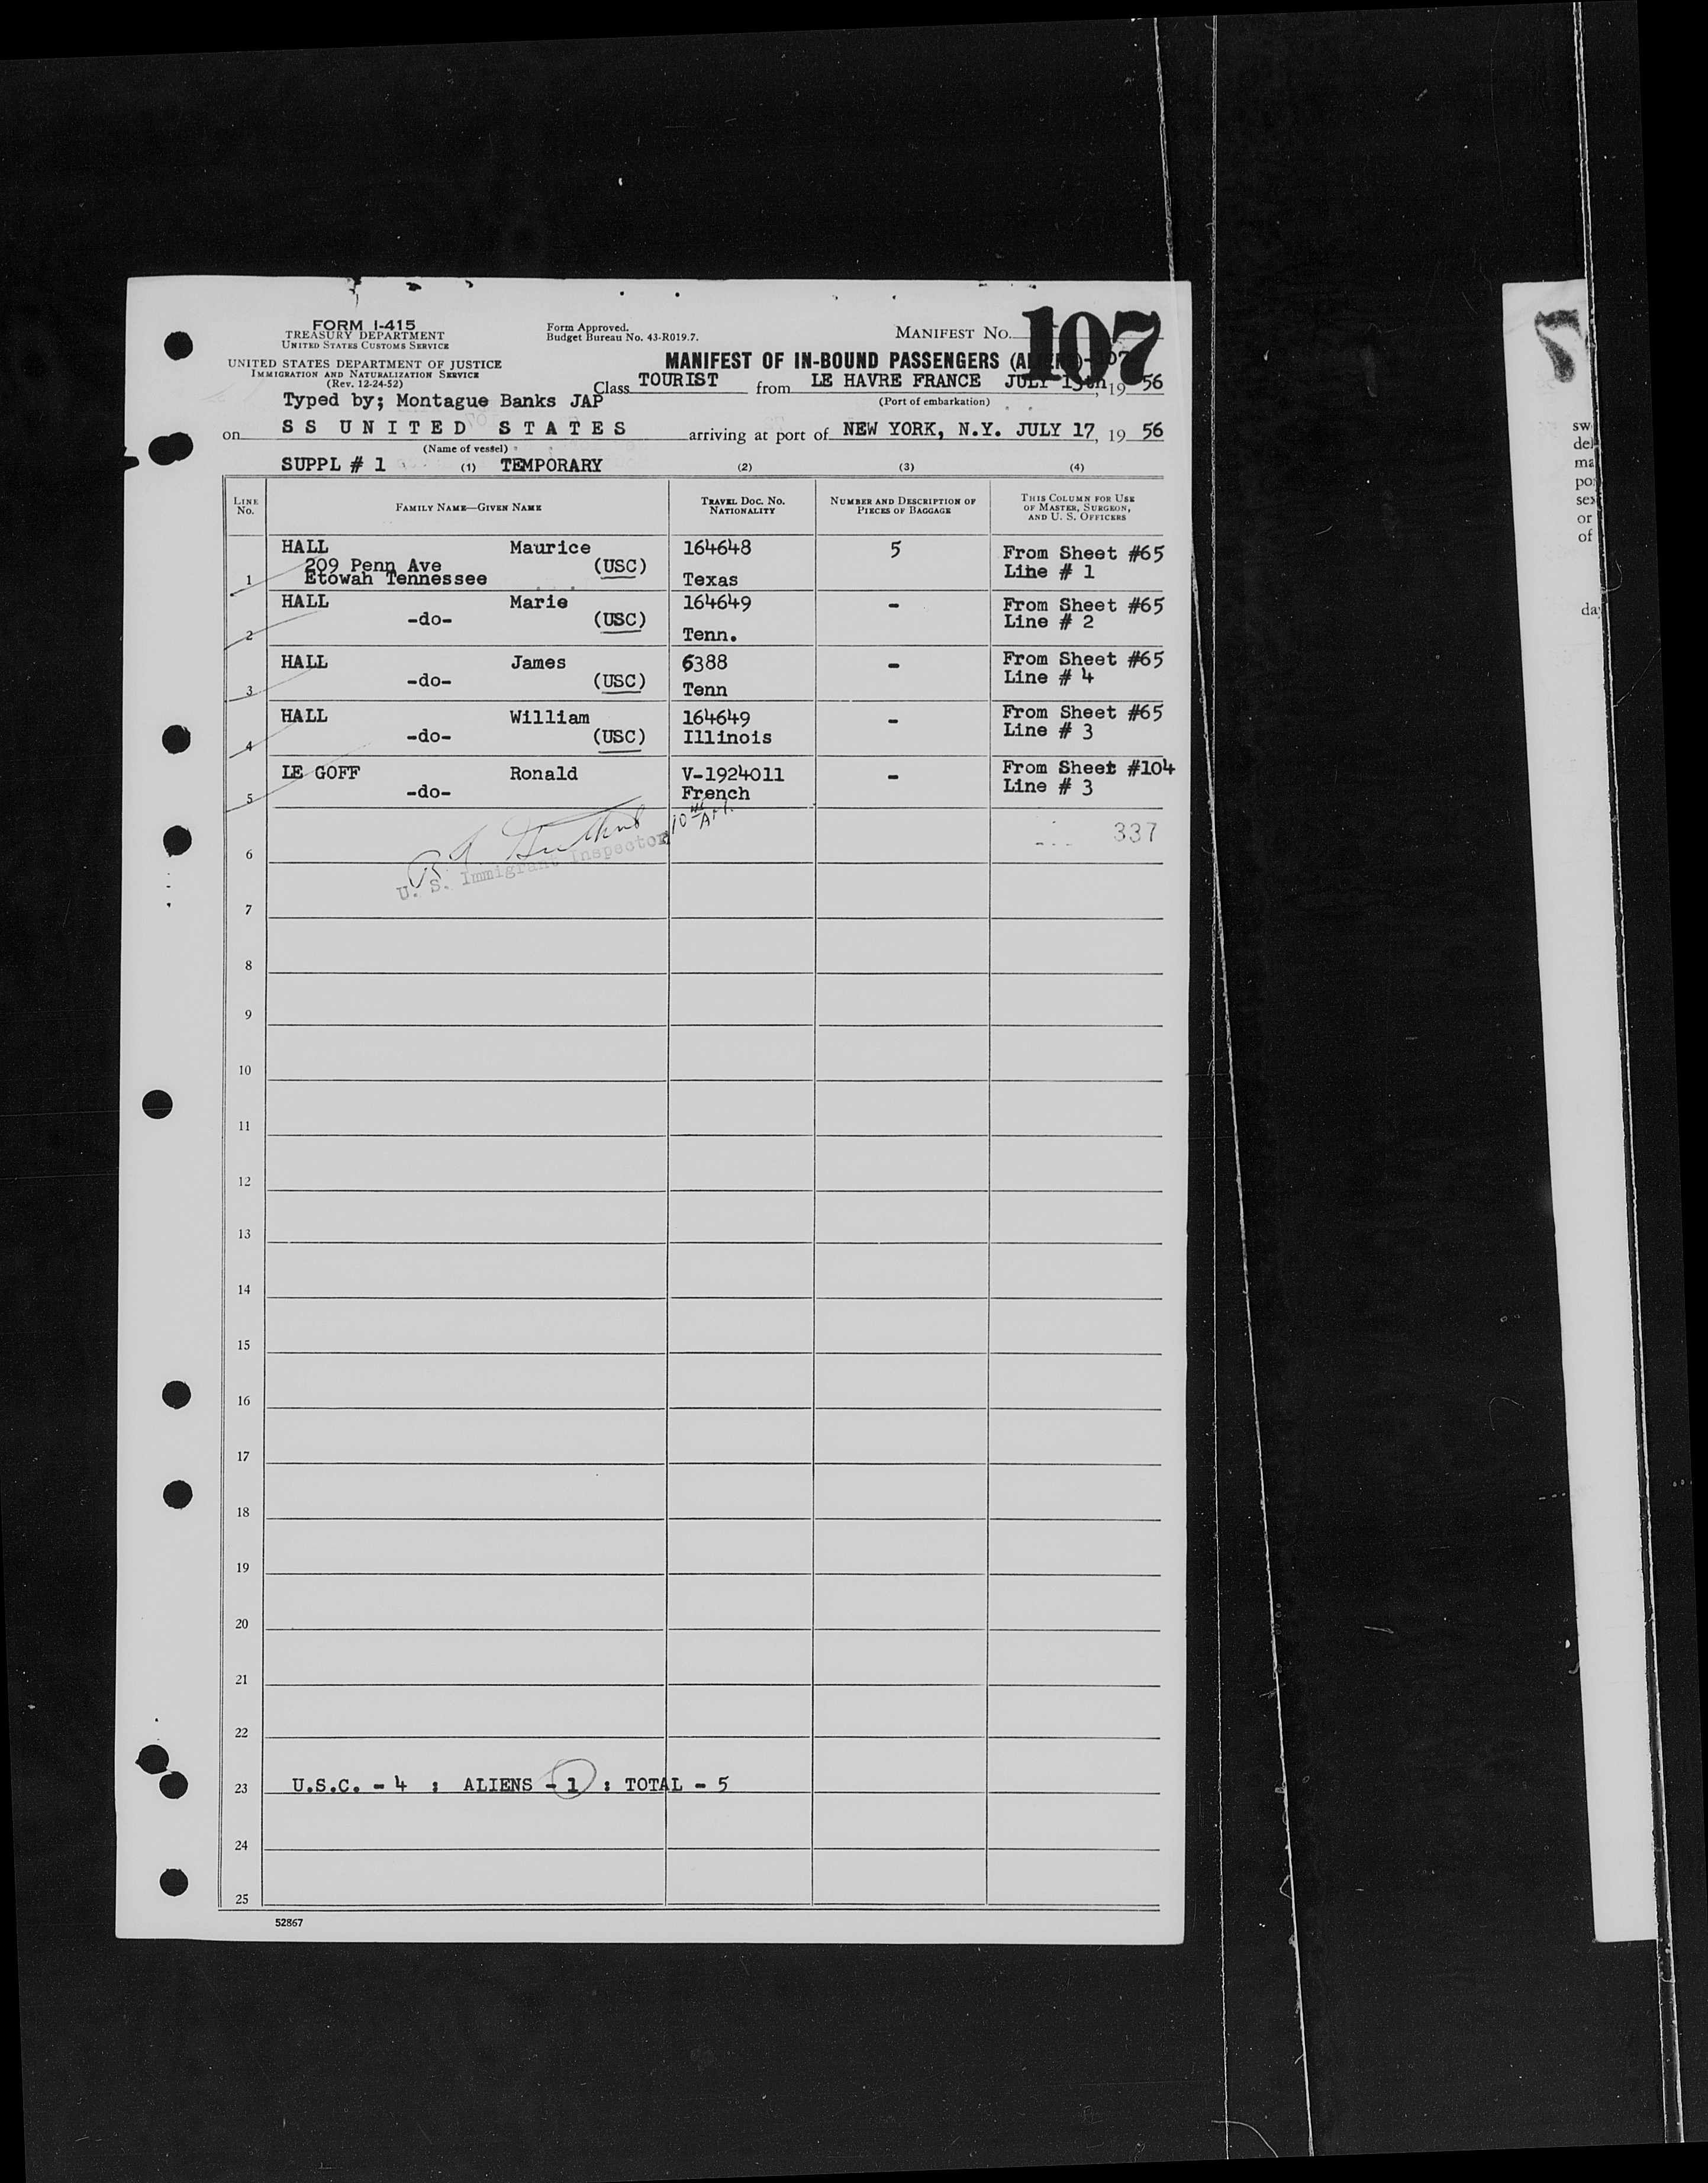 FORM I-415
TREASURY DEPARTMENT
UNITED STATES CUSTOMS SERVICE
UNITED STATES DEPARTMENT OF JUSTICE
IMMIGRATION AND NATURALIZATION SERVICE
(Rev. 12-24-52)
Form Approved.
Budget Bureau No. 43-R019.7.
MANIFEST No. 107
MANIFEST OF IN-BOUND PASSENGERS
Class TOURIST from LE HAVRE FRANCE JULY 19 56
(Port of embarkation)
Typed by; Montague Banks JAP
on SS UNITED STATES arriving at port of NEW YORK, N.Y. JULY 17, 19 56
(Name of vessel)
SUPPL # 1 (1) TEMPORARY (2) (3) (4)
LINE No. FAMILY NAME—GIVEN NAME TRAVEL DOC. No. NATIONALITY NUMBER AND DESCRIPTION OF PIECES OF BAGGAGE THIS COLUMN FOR USE OF MASTER, SURGEON, AND U. S. OFFICERS
1 HALL Maurice 164648 5 From Sheet #65
209 Penn Ave (USC) Line # 1
Etowah Tennessee Texas
2 HALL Marie 164649 - From Sheet #65
-do- (USC) Tenn. Line # 2
3 HALL James 6388 - From Sheet #65
-do- (USC) Tenn Line # 4
4 HALL William 164649 - From Sheet #65
-do- (USC) Illinois Line # 3
5 LE GOFF Ronald V-1924011 - From Sheet #104
-do- French Line # 3
6 337
U. S. Immigrant Inspector
7
8
9
10
11
12
13
14
15
16
17
18
19
20
21
22
23 U.S.C. - 4 : ALIENS - 1 : TOTAL - 5
24
25
52867
7
sw
del
ma
po
sex
or
of
da